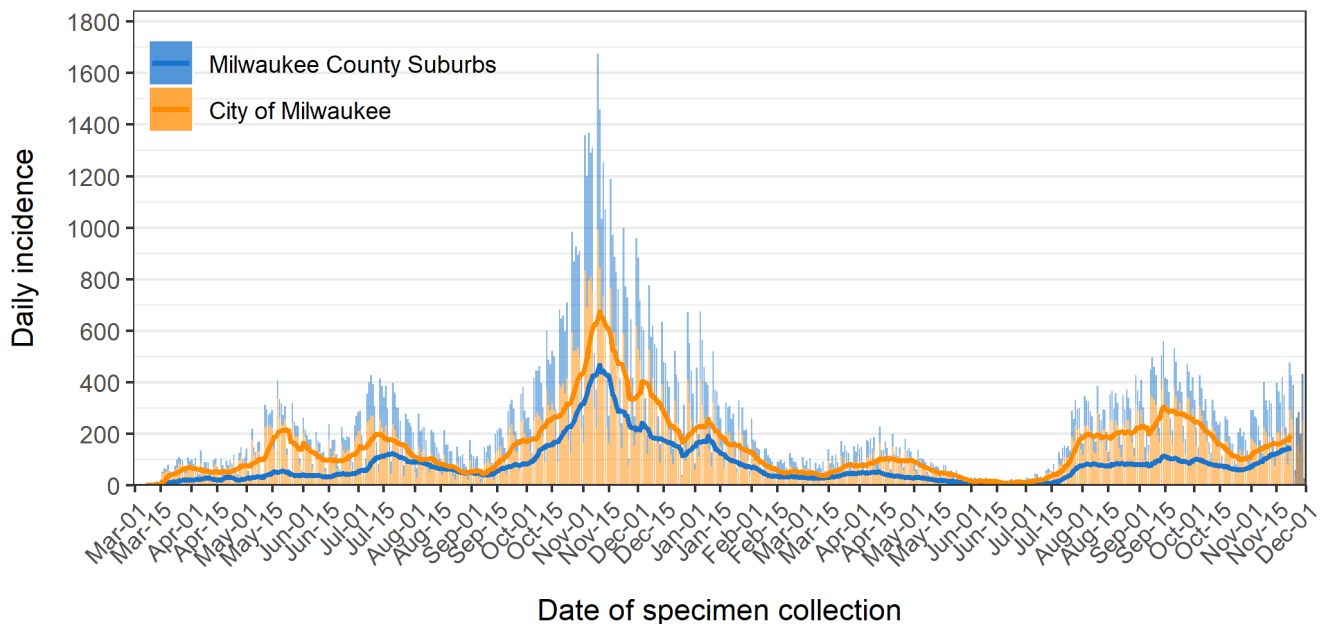 1800
1600
1400
1200
1000
800
600
400
200
0
Daily incidence
Milwaukee County Suburbs
City of Milwaukee
Mar-01 Mar-15 Apr-01 Apr-15 May-01 May-15 Jun-01 Jun-15 Jul-01 Jul-15 Aug-01 Aug-15 Sep-01 Sep-15 Oct-01 Oct-15 Nov-01 Nov-15 Dec-01 Dec-15 Jan-01 Jan-15 Feb-01 Feb-15 Mar-01 Mar-15 Apr-01 Apr-15 May-01 May-15 Jun-01 Jun-15 Jul-01 Jul-15 Aug-01 Aug-15 Sep-01 Sep-15 Oct-01 Oct-15 Nov-01 Nov-15 Dec-01
Date of specimen collection